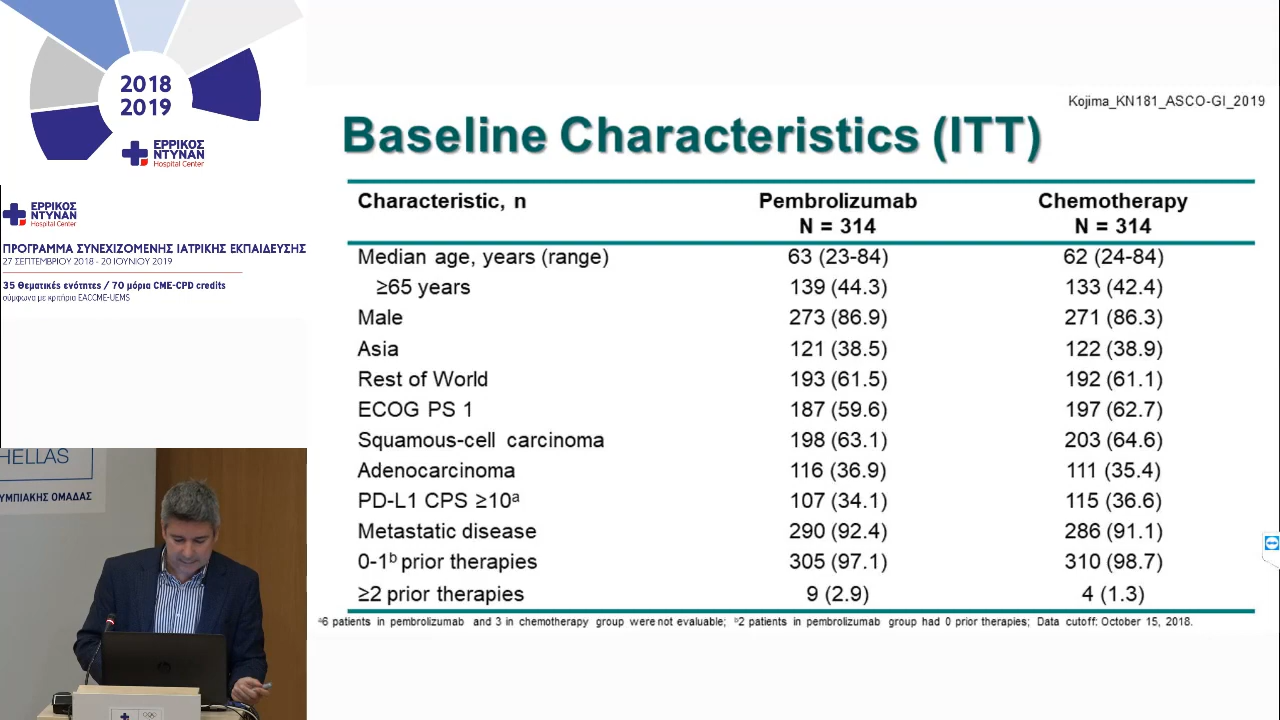 2018
2019
ΕΡΡΙΚΟΣ
ΝΤΥΝΑΝ
Hospital Center
ΕΡΡΙΚΟΣ
ΝΤΥΝΑΝ
Hospital Center
ΠΡΟΓΡΑΜΜΑ ΣΥΝΕΧΙΖΟΜΕΝΗΣ ΙΑΤΡΙΚΗΣ ΕΚΠΑΙΔΕΥΣΗΣ
27 ΣΕΠΤΕΜΒΡΙΟΥ 2018 - 20 ΙΟΥΝΙΟΥ 2019
35 θεματικές ενότητες / 70 μόρια CME-CPD credits
σύμφωνα με κριτήρια EACCME-UEMS
HELLAS
ΥΜΠΙΑΚΗΣ ΟΜΑΔΑΣ
Kojima_KN181_ASCO-GI_2019
Baseline Characteristics (ITT)
Characteristic, n Pembrolizumab N = 314 Chemotherapy N = 314
Median age, years (range) 63 (23-84) 62 (24-84)
≥65 years 139 (44.3) 133 (42.4)
Male 273 (86.9) 271 (86.3)
Asia 121 (38.5) 122 (38.9)
Rest of World 193 (61.5) 192 (61.1)
ECOG PS 1 187 (59.6) 197 (62.7)
Squamous-cell carcinoma 198 (63.1) 203 (64.6)
Adenocarcinoma 116 (36.9) 111 (35.4)
PD-L1 CPS ≥10ᵃ 107 (34.1) 115 (36.6)
Metastatic disease 290 (92.4) 286 (91.1)
0-1ᵇ prior therapies 305 (97.1) 310 (98.7)
≥2 prior therapies 9 (2.9) 4 (1.3)
ᵃ6 patients in pembrolizumab and 3 in chemotherapy group were not evaluable; ᵇ2 patients in pembrolizumab group had 0 prior therapies; Data cutoff: October 15, 2018.